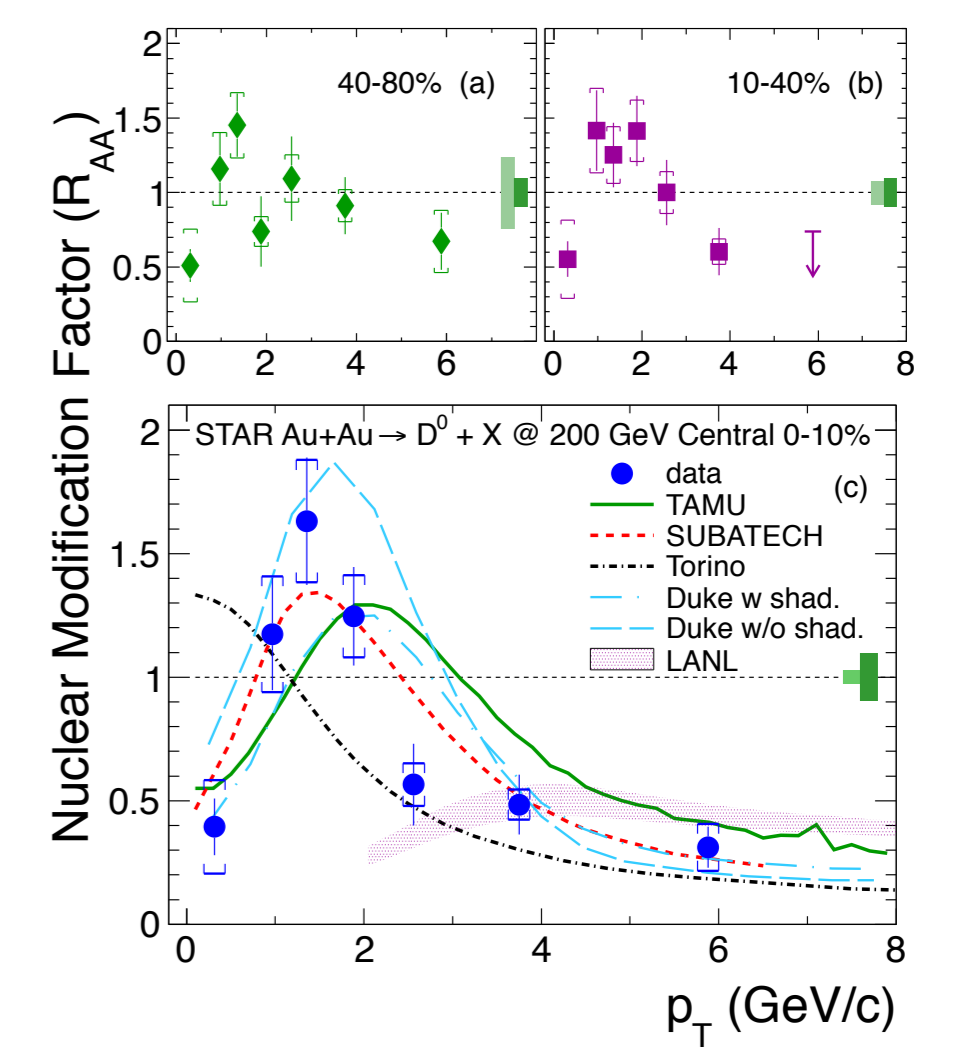 Nuclear Modification Factor (R_AA)
2
1.5
1
0.5
0
40-80% (a)
10-40% (b)
0 2 4 6
0 2 4 6 8
2
1.5
1
0.5
0
STAR Au+Au → D⁰ + X @ 200 GeV Central 0-10%
(c)
data
TAMU
SUBATECH
Torino
Duke w shad.
Duke w/o shad.
LANL
0 2 4 6 8
p_T (GeV/c)